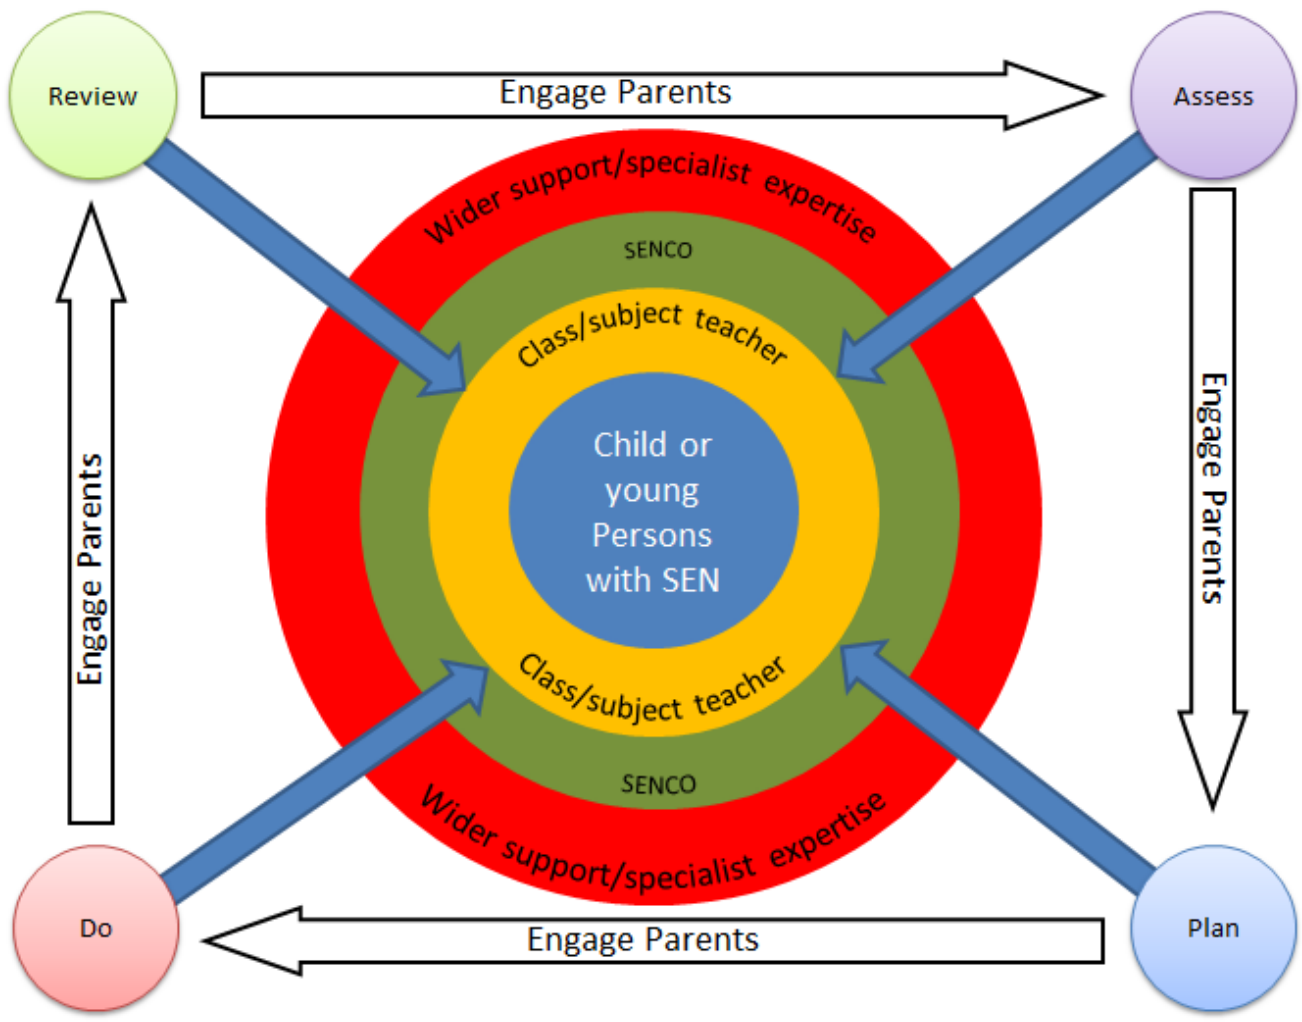 Review
Engage Parents
Assess
Wider support/specialist expertise
SENCO
Class/subject teacher
Child or
young
Persons
with SEN
Engage Parents
Engage Parents
Class/subject teacher
SENCO
Wider support/specialist expertise
Do
Engage Parents
Plan